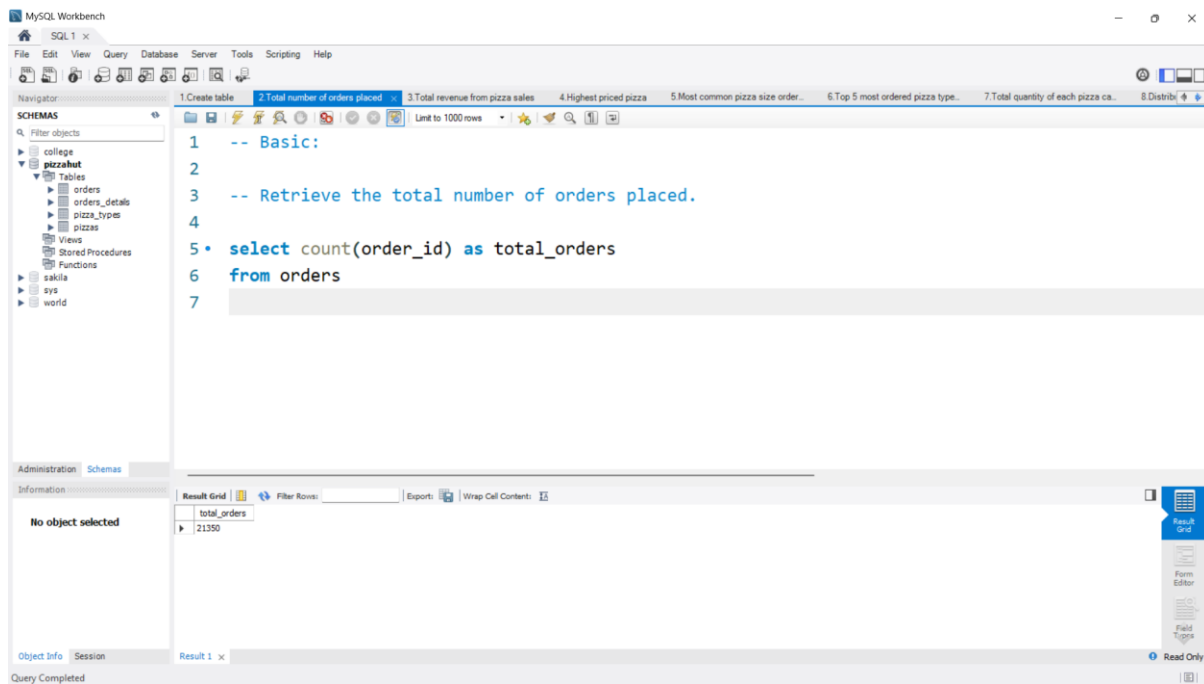 MySQL Workbench
SQL 1 ×
File Edit View Query Database Server Tools Scripting Help
Navigator
1.Create table 2.Total number of orders placed × 3.Total revenue from pizza sales 4.Highest priced pizza 5.Most common pizza size order... 6.Top 5 most ordered pizza type... 7.Total quantity of each pizza ca... 8.Distribu
SCHEMAS
Limit to 1000 rows
Filter objects
college
pizzahut
Tables
orders
orders_details
pizza_types
pizzas
Views
Stored Procedures
Functions
sakila
sys
world
1 -- Basic:
2
3 -- Retrieve the total number of orders placed.
4
5 select count(order_id) as total_orders
6 from orders
7
Administration Schemas
Information
No object selected
Result Grid Filter Rows: Export: Wrap Cell Content:
total_orders
21350
Result Grid
Form Editor
Field Types
Object Info Session
Result 1 ×
Read Only
Query Completed